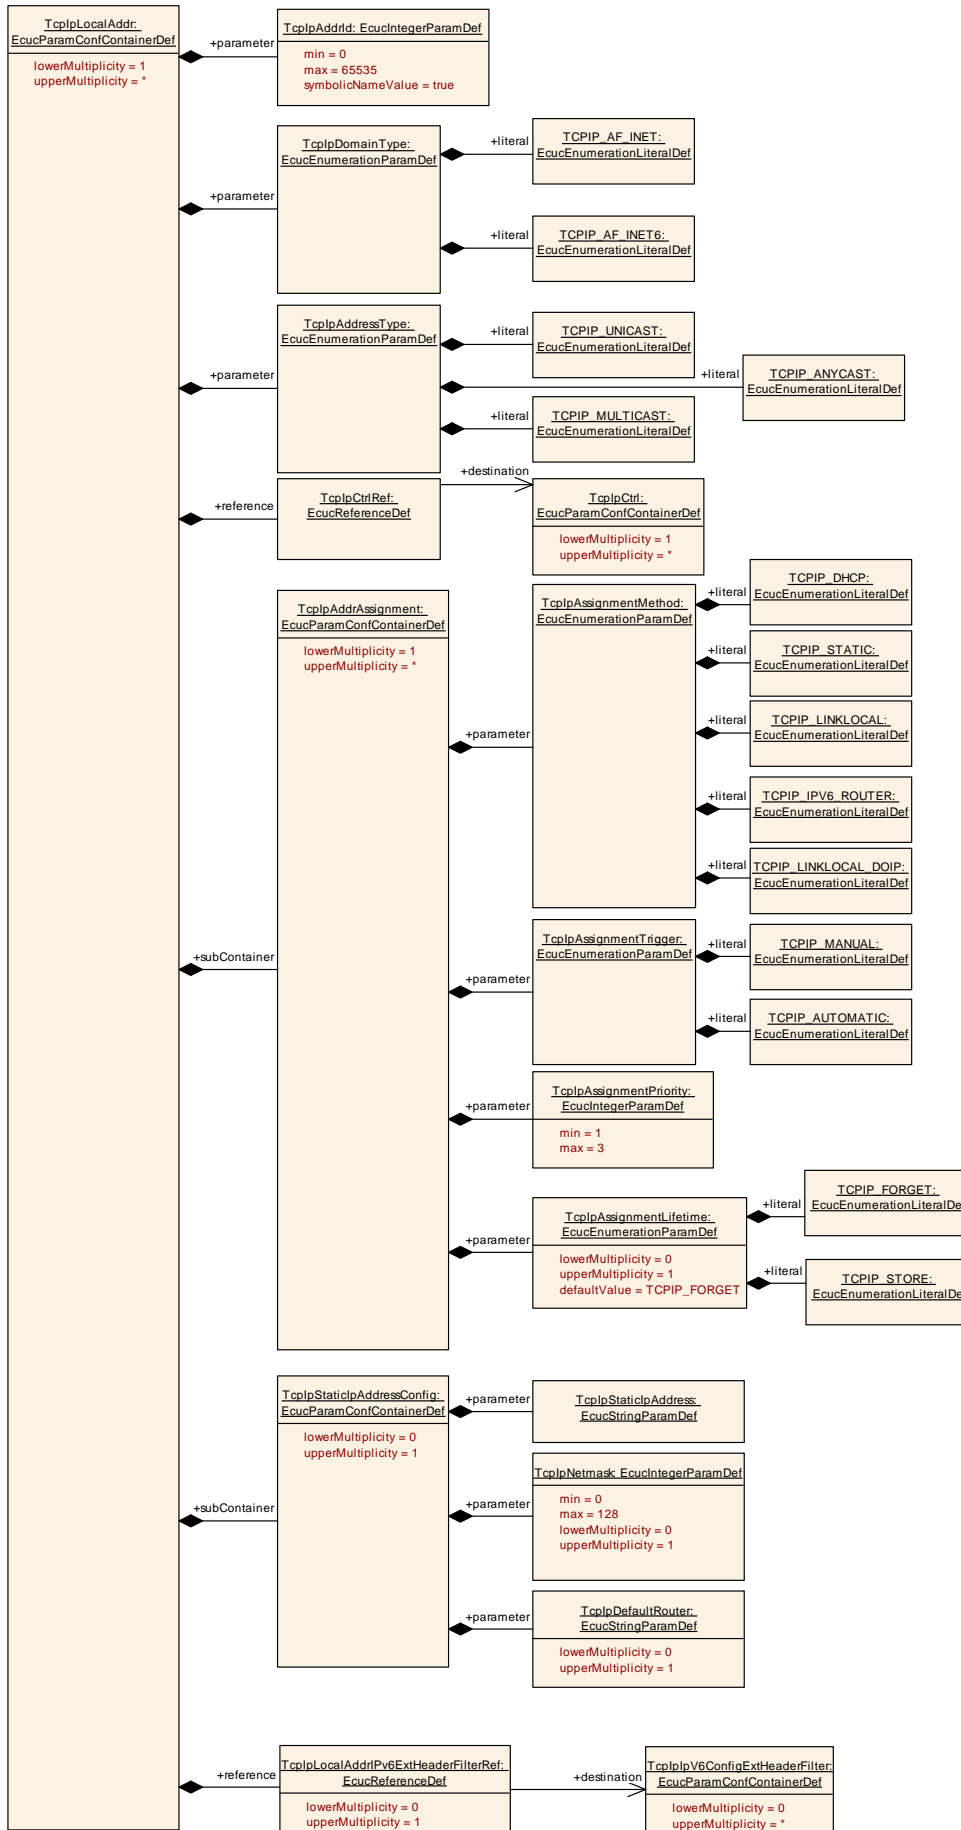 TcpIpLocalAddr:
EcucParamConfContainerDef
lowerMultiplicity = 1
upperMultiplicity = *
+parameter
TcpIpAddrId: EcucIntegerParamDef
min = 0
max = 65535
symbolicNameValue = true
+parameter
TcpIpDomainType:
EcucEnumerationParamDef
+literal
TCPIP_AF_INET:
EcucEnumerationLiteralDef
+literal
TCPIP_AF_INET6:
EcucEnumerationLiteralDef
+parameter
TcpIpAddressType:
EcucEnumerationParamDef
+literal
TCPIP_UNICAST:
EcucEnumerationLiteralDef
+literal
TCPIP_ANYCAST:
EcucEnumerationLiteralDef
+literal
TCPIP_MULTICAST:
EcucEnumerationLiteralDef
+reference
TcpIpCtrlRef:
EcucReferenceDef
+destination
TcpIpCtrl:
EcucParamConfContainerDef
lowerMultiplicity = 1
upperMultiplicity = *
+subContainer
TcpIpAddrAssignment:
EcucParamConfContainerDef
lowerMultiplicity = 1
upperMultiplicity = *
+parameter
TcpIpAssignmentMethod:
EcucEnumerationParamDef
+literal
TCPIP_DHCP:
EcucEnumerationLiteralDef
+literal
TCPIP_STATIC:
EcucEnumerationLiteralDef
+literal
TCPIP_LINKLOCAL:
EcucEnumerationLiteralDef
+literal
TCPIP_IPV6_ROUTER:
EcucEnumerationLiteralDef
+literal
TCPIP_LINKLOCAL_DOIP:
EcucEnumerationLiteralDef
+parameter
TcpIpAssignmentTrigger:
EcucEnumerationParamDef
+literal
TCPIP_MANUAL:
EcucEnumerationLiteralDef
+literal
TCPIP_AUTOMATIC:
EcucEnumerationLiteralDef
+parameter
TcpIpAssignmentPriority:
EcucIntegerParamDef
min = 1
max = 3
+parameter
TcpIpAssignmentLifetime:
EcucEnumerationParamDef
lowerMultiplicity = 0
upperMultiplicity = 1
defaultValue = TCPIP_FORGET
+literal
TCPIP_FORGET:
EcucEnumerationLiteralDe
+literal
TCPIP_STORE:
EcucEnumerationLiteralDe
+subContainer
TcpIpStaticIpAddressConfig:
EcucParamConfContainerDef
lowerMultiplicity = 0
upperMultiplicity = 1
+parameter
TcpIpStaticIpAddress:
EcucStringParamDef
+parameter
TcpIpNetmask: EcucIntegerParamDef
min = 0
max = 128
lowerMultiplicity = 0
upperMultiplicity = 1
+parameter
TcpIpDefaultRouter:
EcucStringParamDef
lowerMultiplicity = 0
upperMultiplicity = 1
+reference
TcpIpLocalAddrIPv6ExtHeaderFilterRef:
EcucReferenceDef
lowerMultiplicity = 0
upperMultiplicity = 1
+destination
TcpIpIpV6ConfigExtHeaderFilter:
EcucParamConfContainerDef
lowerMultiplicity = 0
upperMultiplicity = *